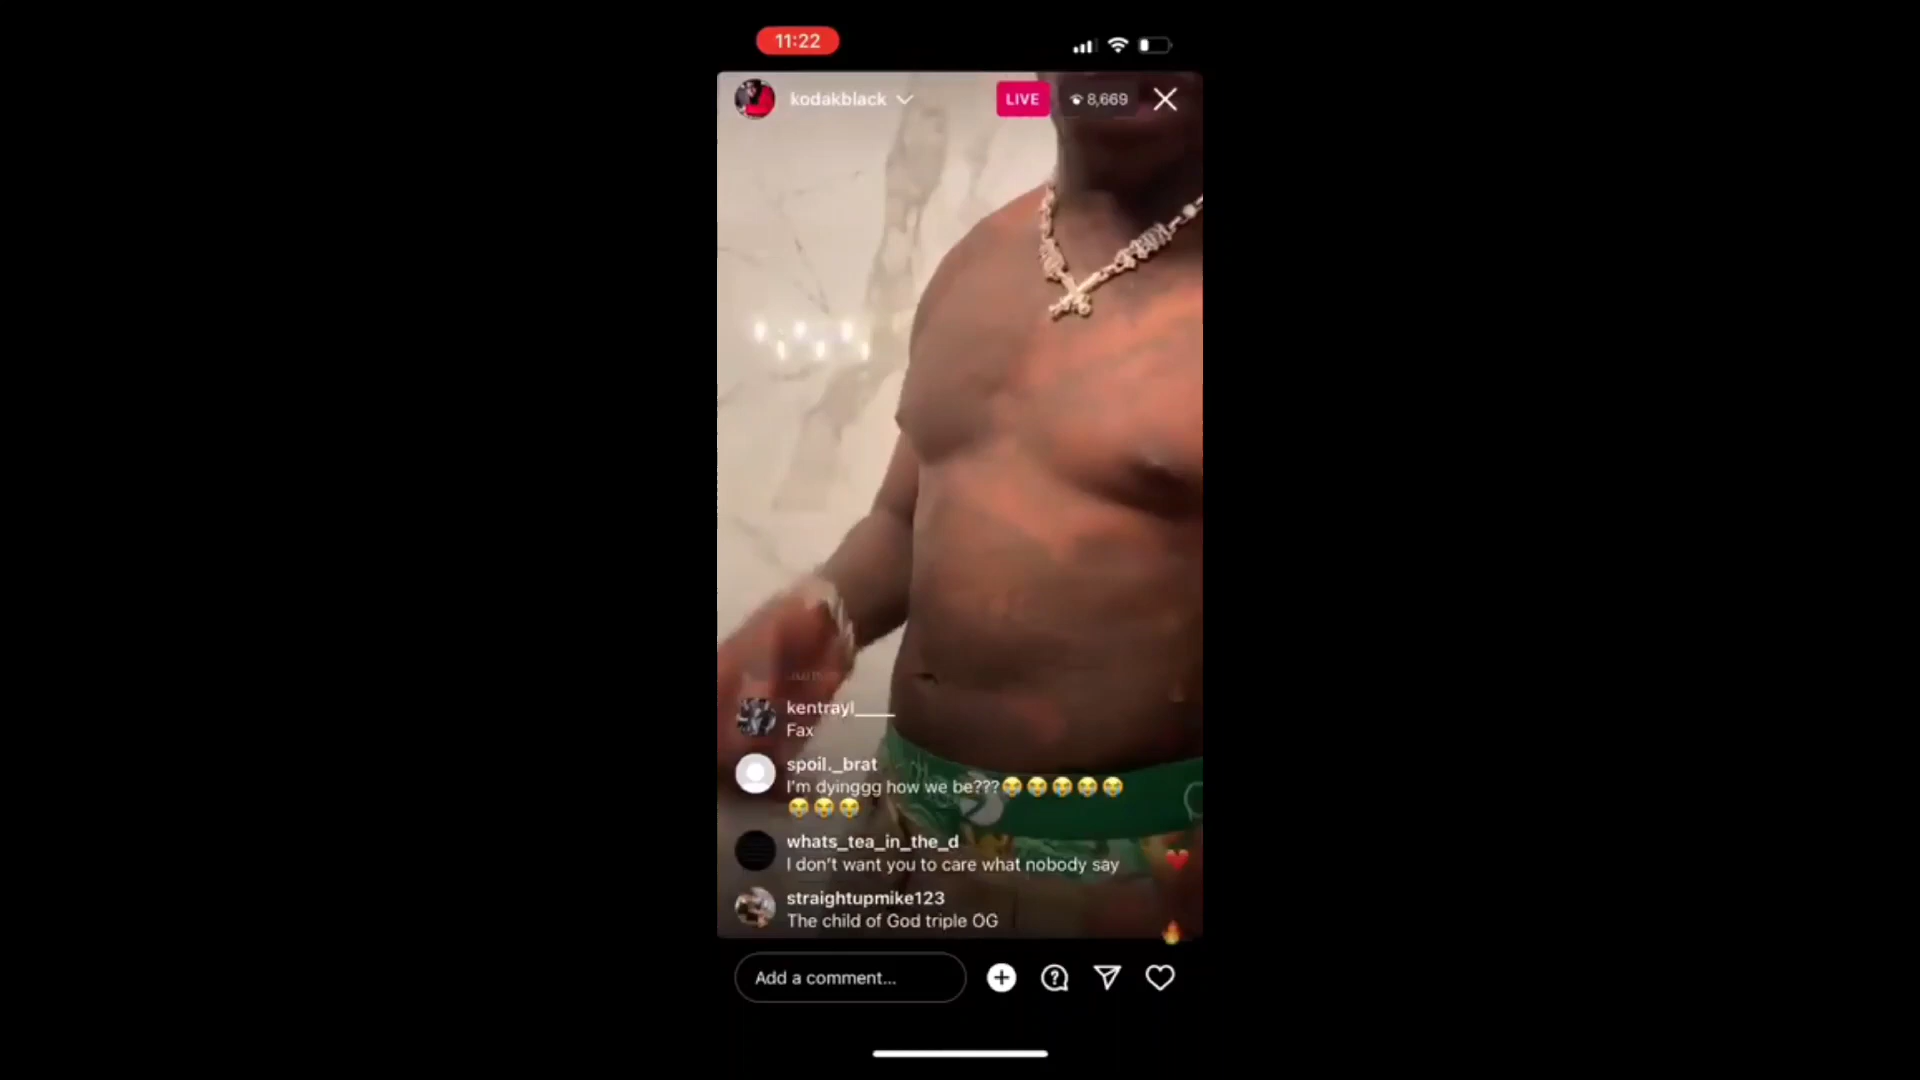 11:22
kodakblack
LIVE
8,669
kentrayl____
Fax
spoil._brat
I'm dyinggg how we be???😭😭😭😭😭
😭😭😭
whats_tea_in_the_d
I don't want you to care what nobody say
straightupmike123
The child of God triple OG
Add a comment...